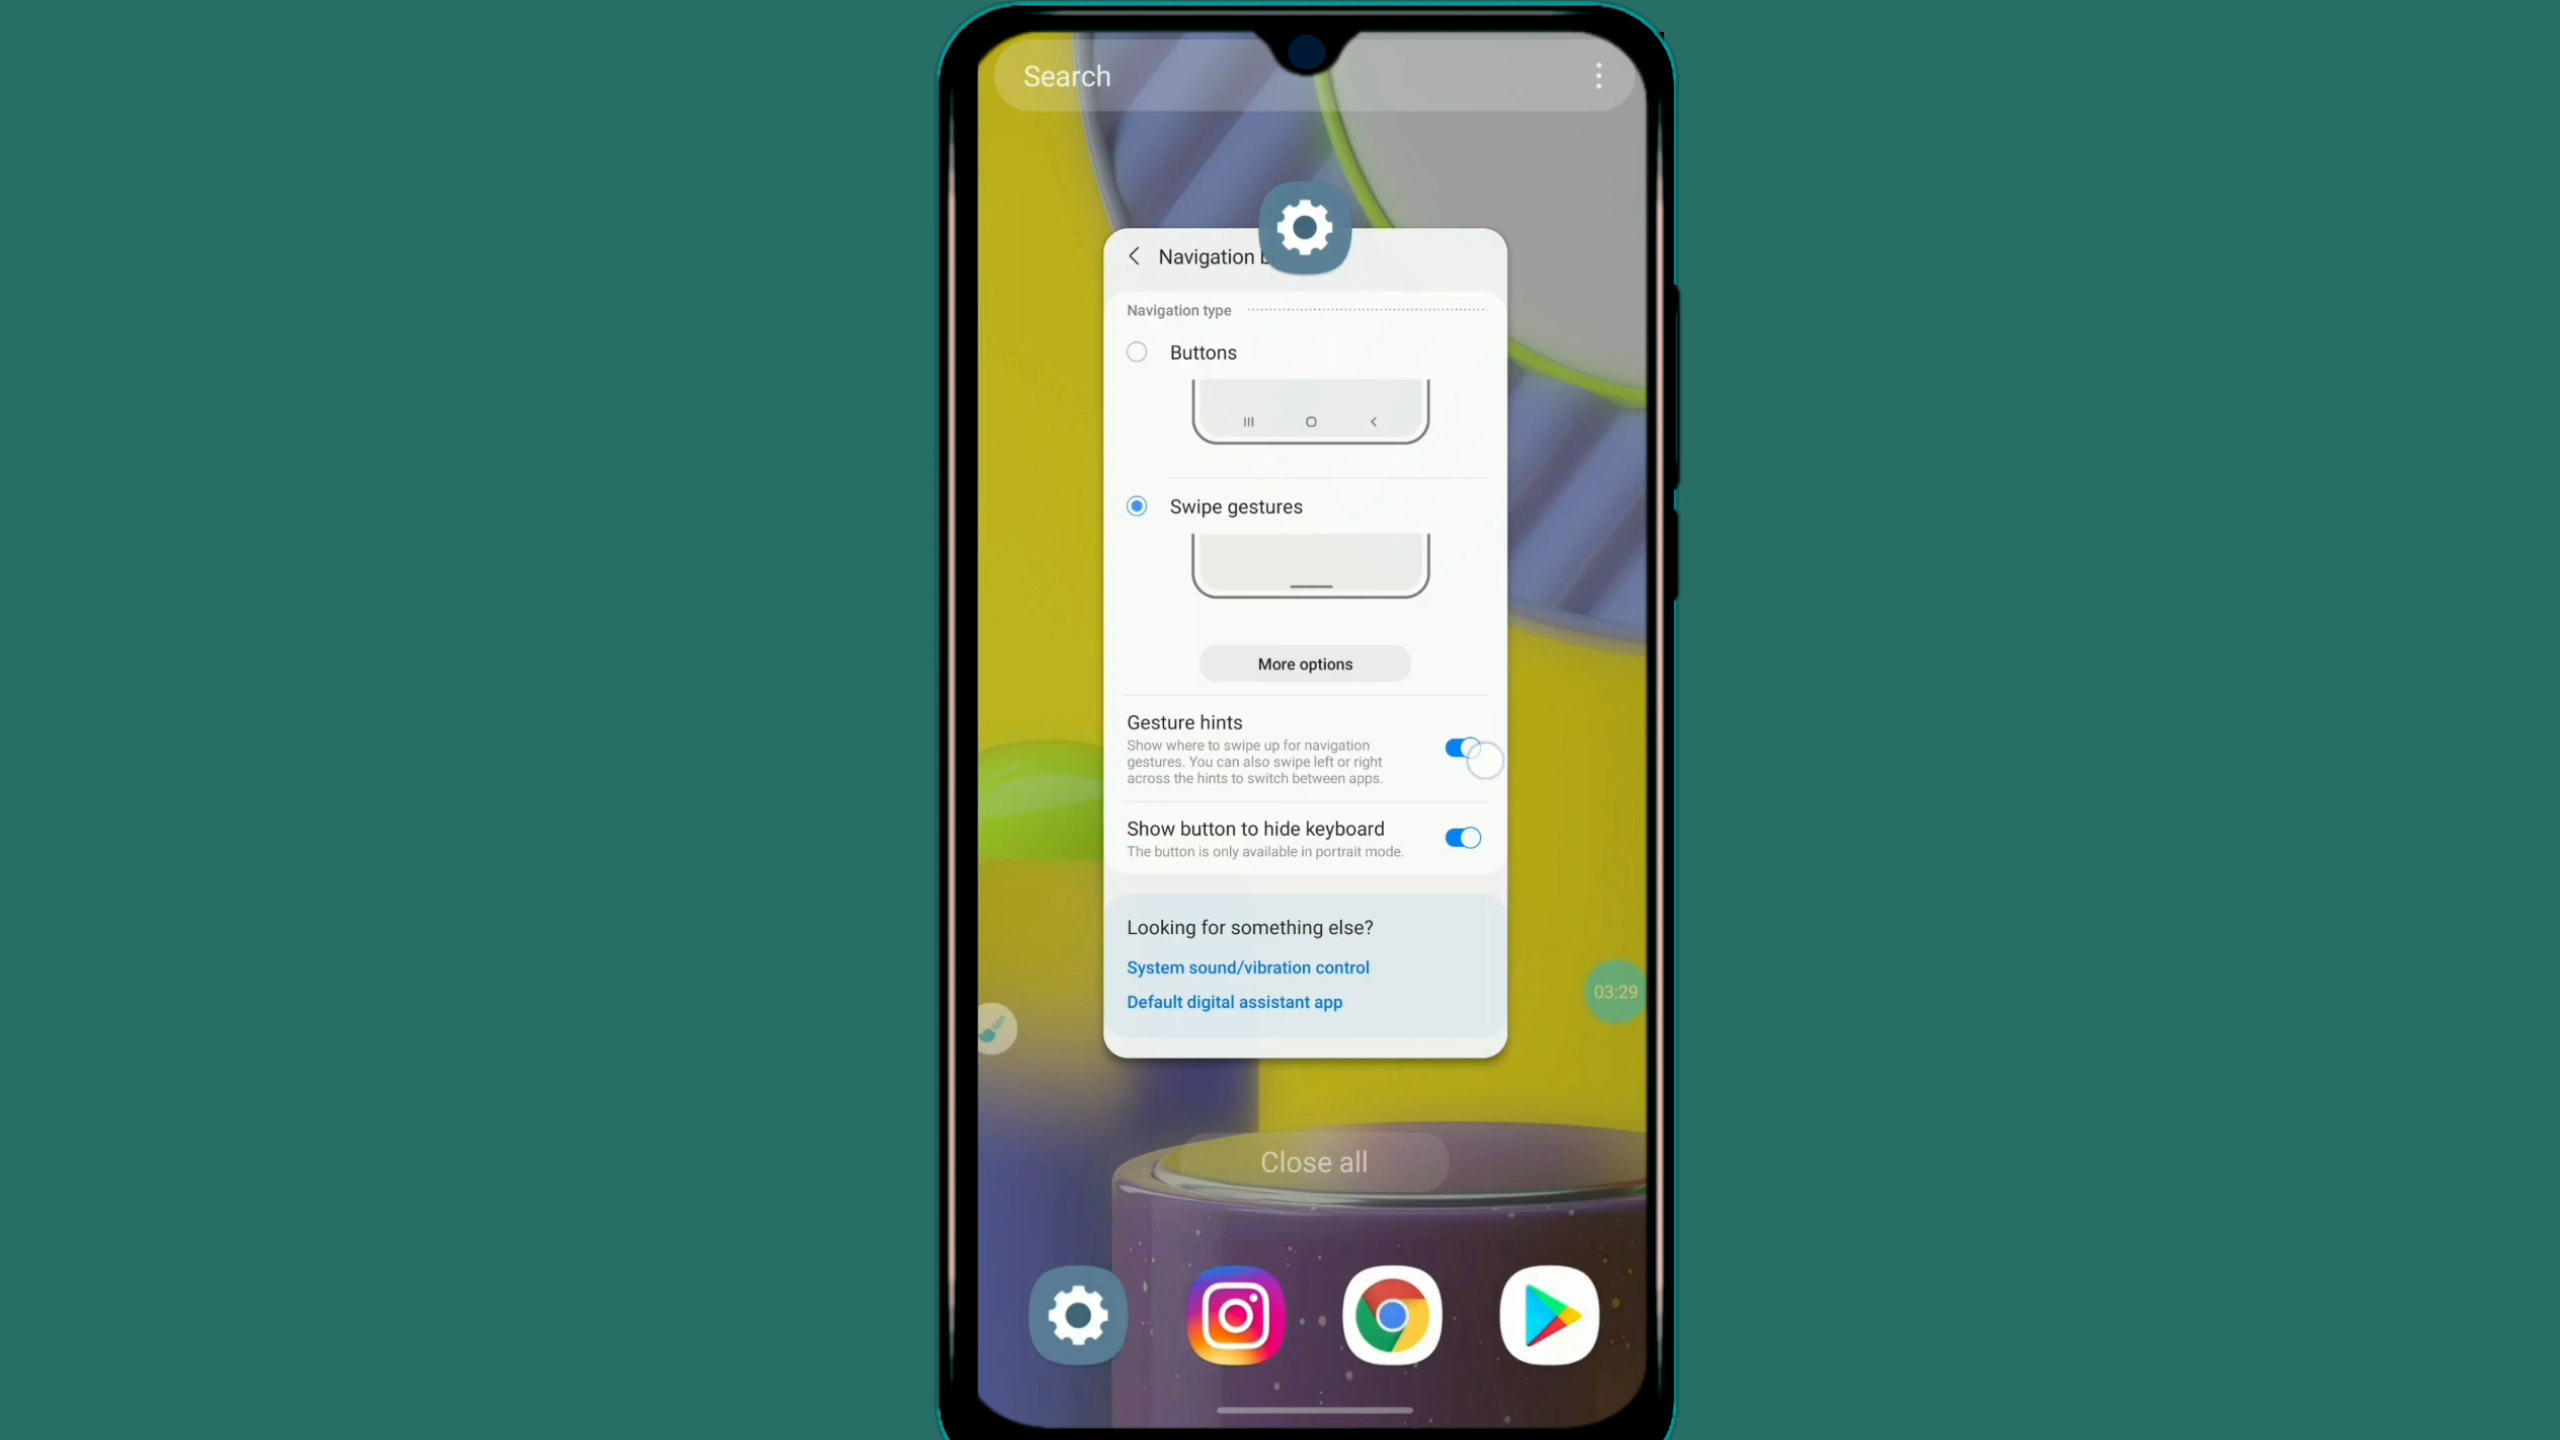 Search
Navigation
Navigation type
Buttons
Swipe gestures
More options
Gesture hints
Show where to swipe up for navigation
gestures. You can also swipe left or right
across the hints to switch between apps.
Show button to hide keyboard
The button is only available in portrait mode.
Looking for something else?
System sound/vibration control
Default digital assistant app
03:29
Close all